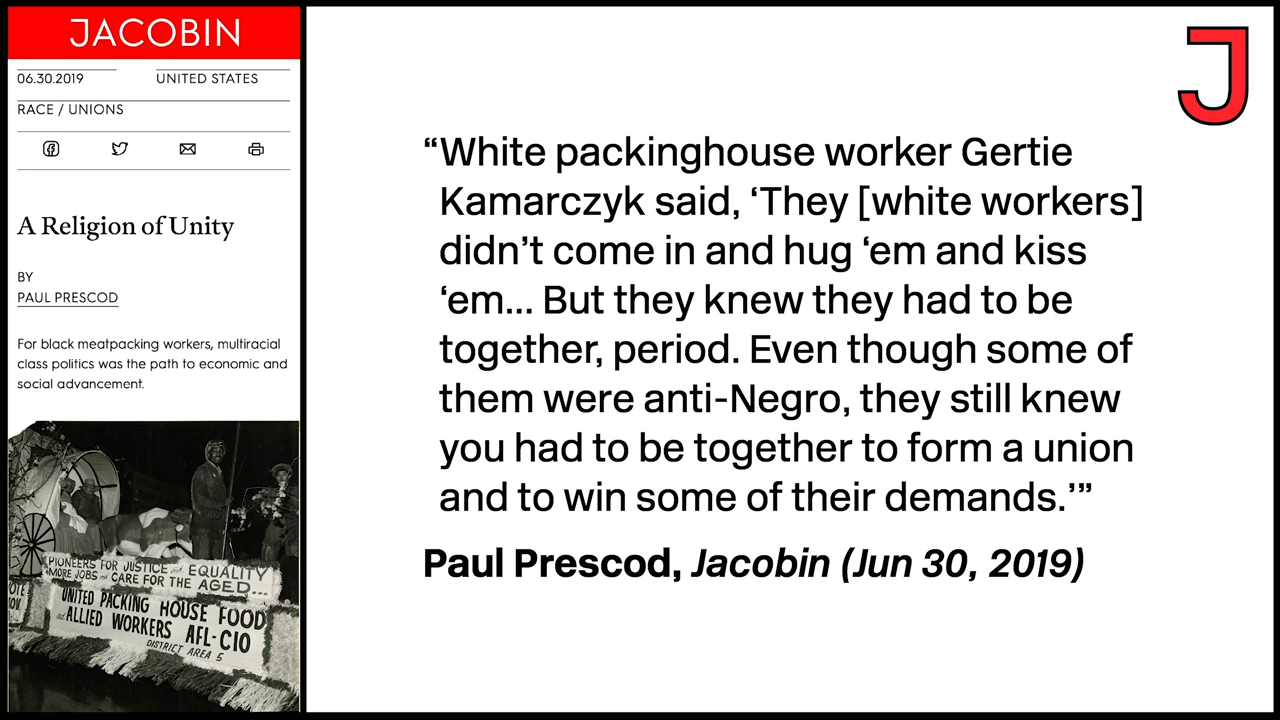 JACOBIN
06.30.2019
UNITED STATES
RACE / UNIONS
A Religion of Unity
BY
PAUL PRESCOD
For black meatpacking workers, multiracial
class politics was the path to economic and
social advancement.
PIONEERS FOR JUSTICE and EQUALITY
MORE JOBS and CARE FOR THE AGED...
UNITED PACKING HOUSE FOOD
and ALLIED WORKERS AFL-CIO
DISTRICT AREA 5
J
“White packinghouse worker Gertie
Kamarczyk said, ‘They [white workers]
didn’t come in and hug ‘em and kiss
‘em... But they knew they had to be
together, period. Even though some of
them were anti-Negro, they still knew
you had to be together to form a union
and to win some of their demands.’”
Paul Prescod, Jacobin (Jun 30, 2019)